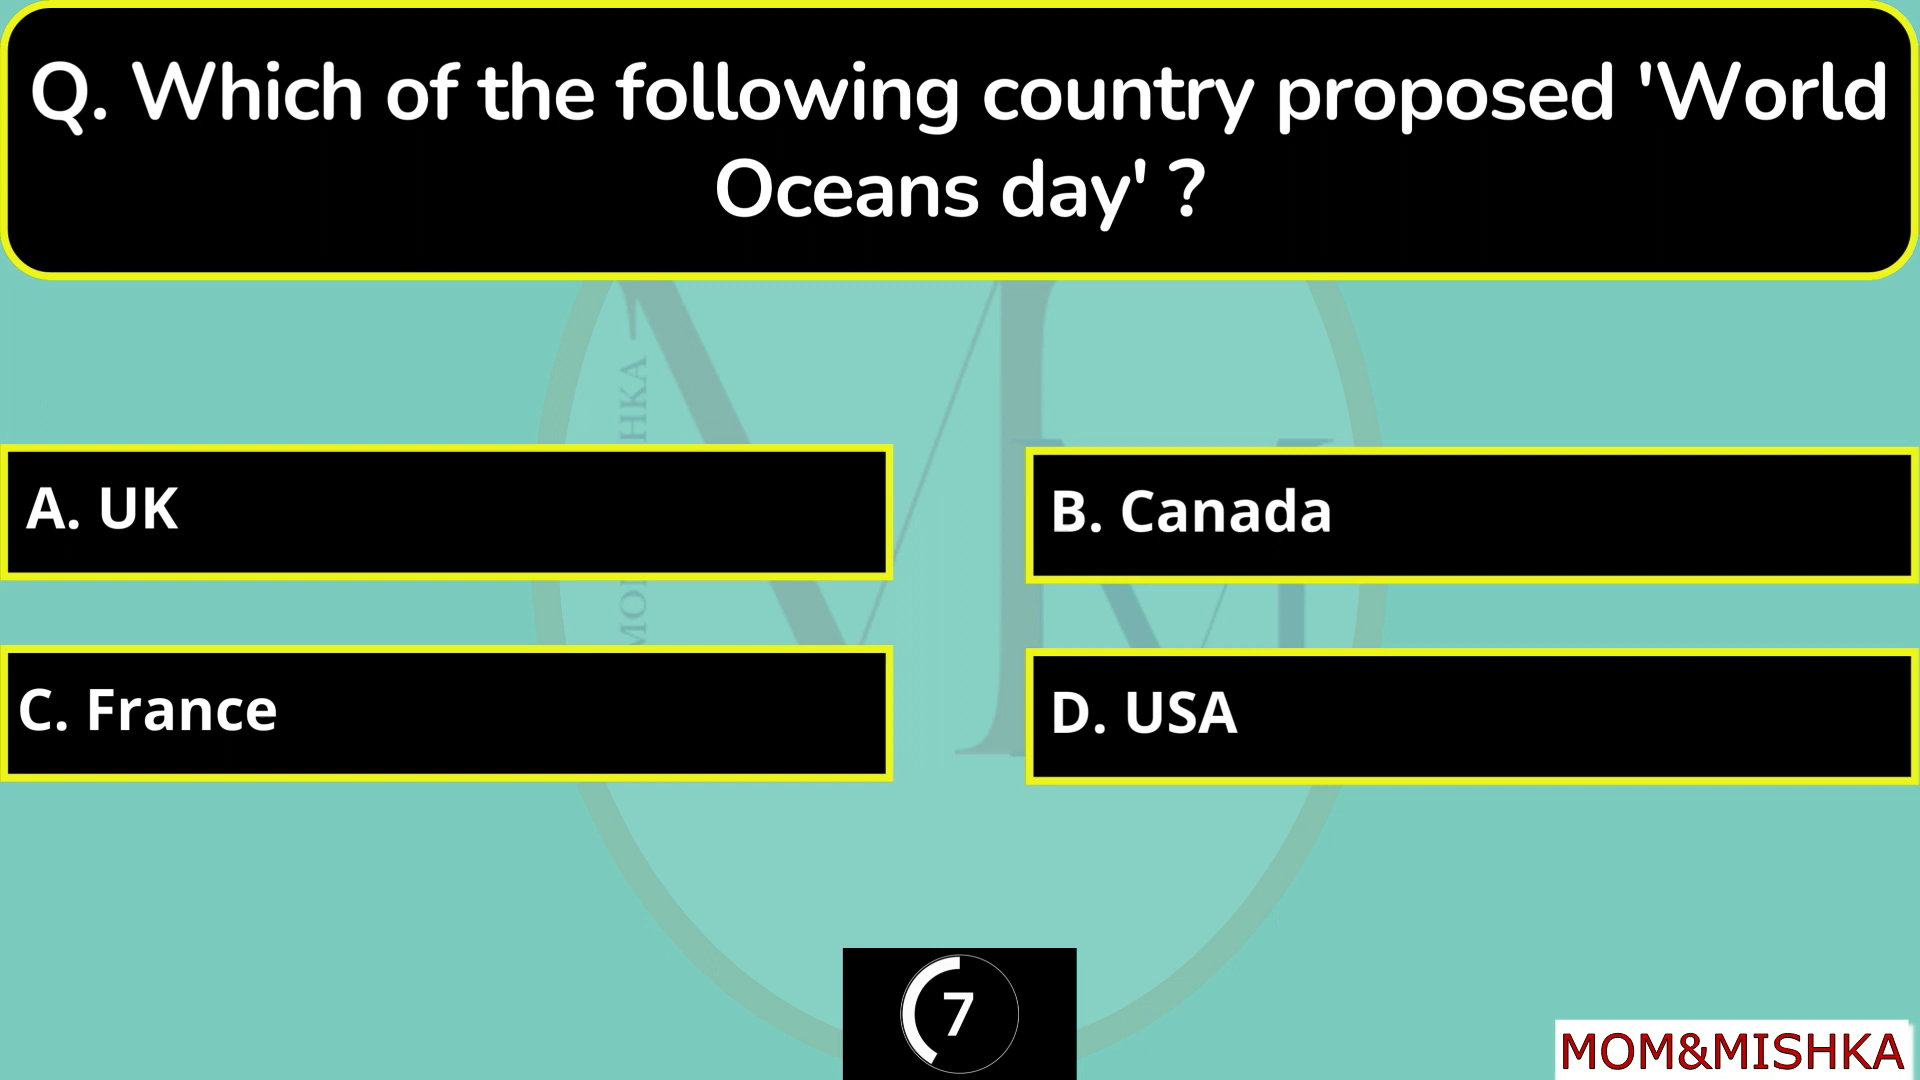 Q. Which of the following country proposed 'World
Oceans day' ?
A. UK
B. Canada
C. France
D. USA
7
MOM&MISHKA